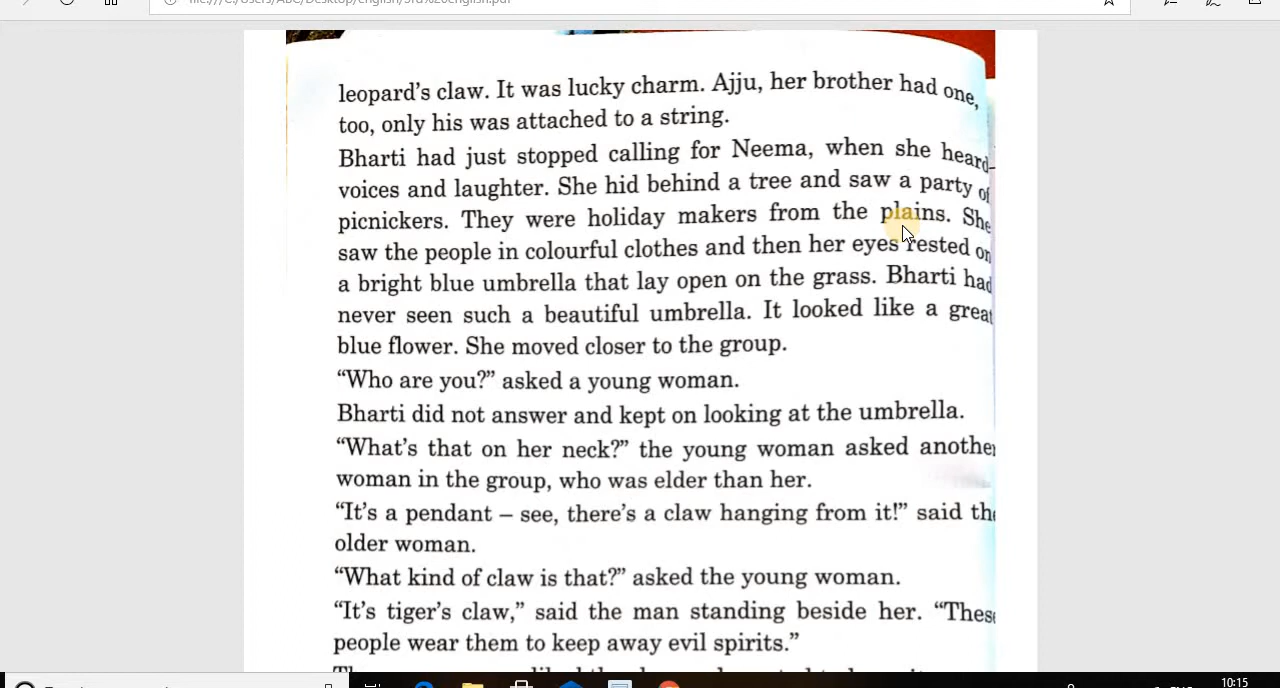 leopard's claw. It was lucky charm. Ajju, her brother had one,
too, only his was attached to a string.
Bharti had just stopped calling for Neema, when she heard
voices and laughter. She hid behind a tree and saw a party of
picnickers. They were holiday makers from the plains. She
saw the people in colourful clothes and then her eyes rested on
a bright blue umbrella that lay open on the grass. Bharti had
never seen such a beautiful umbrella. It looked like a great
blue flower. She moved closer to the group.
“Who are you?” asked a young woman.
Bharti did not answer and kept on looking at the umbrella.
“What's that on her neck?” the young woman asked another
woman in the group, who was elder than her.
“It's a pendant – see, there's a claw hanging from it!” said the
older woman.
“What kind of claw is that?” asked the young woman.
“It's tiger's claw,” said the man standing beside her. “These
people wear them to keep away evil spirits.”
10:15